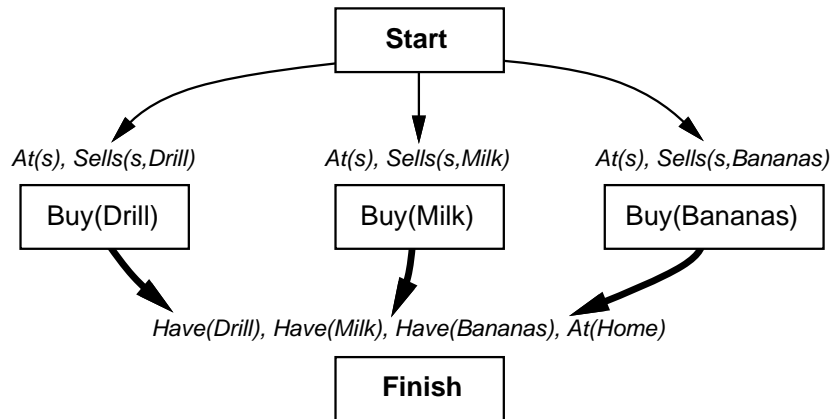 Start
At(s), Sells(s,Drill) At(s), Sells(s,Milk) At(s), Sells(s,Bananas)
Buy(Drill) Buy(Milk) Buy(Bananas)
Have(Drill), Have(Milk), Have(Bananas), At(Home)
Finish